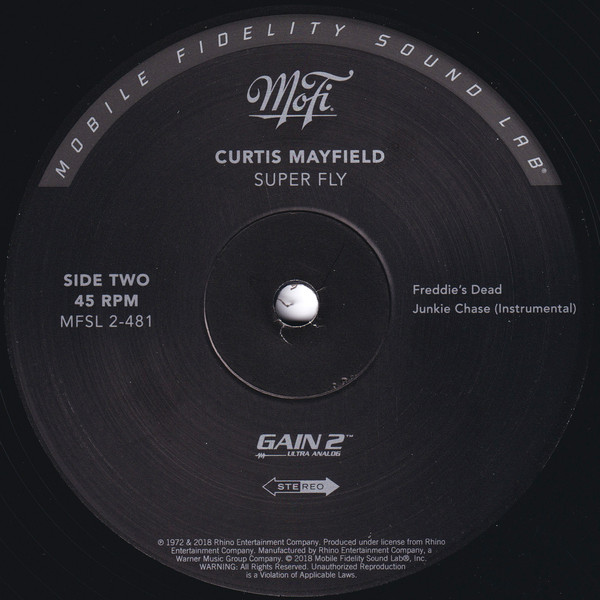 MOBILE FIDELITY SOUND LAB®
MoFi.
CURTIS MAYFIELD
SUPER FLY
SIDE TWO
45 RPM
MFSL 2-481
Freddie's Dead
Junkie Chase (Instrumental)
GAIN 2™
ULTRA ANALOG
STEREO
℗ 1972 & 2018 Rhino Entertainment Company. Produced under license from Rhino
Entertainment Company. Manufactured by Rhino Entertainment Company, a
Warner Music Group Company. © 2018 Mobile Fidelity Sound Lab®, Inc.
WARNING: All Rights Reserved. Unauthorized Reproduction
is a Violation of Applicable Laws.